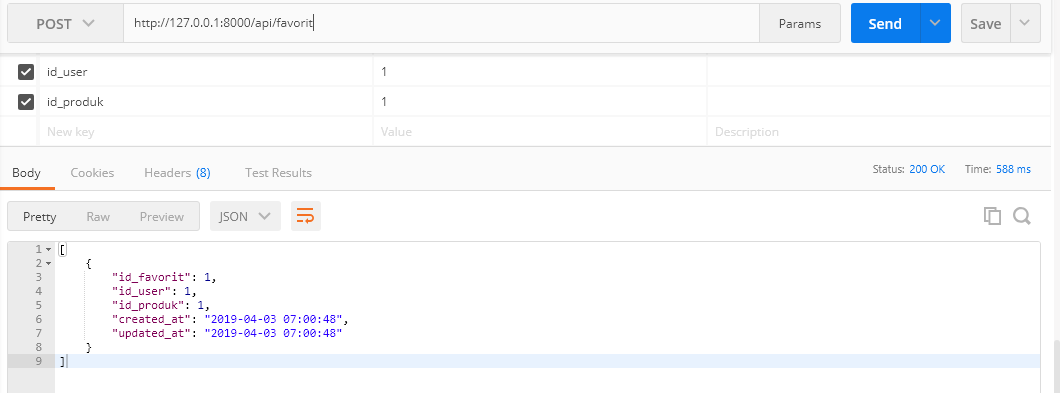 POST http://127.0.0.1:8000/api/favorit Params Send Save
id_user 1
id_produk 1
New key Value Description
Body Cookies Headers (8) Test Results Status: 200 OK Time: 588 ms
Pretty Raw Preview JSON
1 [
2 {
3 "id_favorit": 1,
4 "id_user": 1,
5 "id_produk": 1,
6 "created_at": "2019-04-03 07:00:48",
7 "updated_at": "2019-04-03 07:00:48"
8 }
9 ]